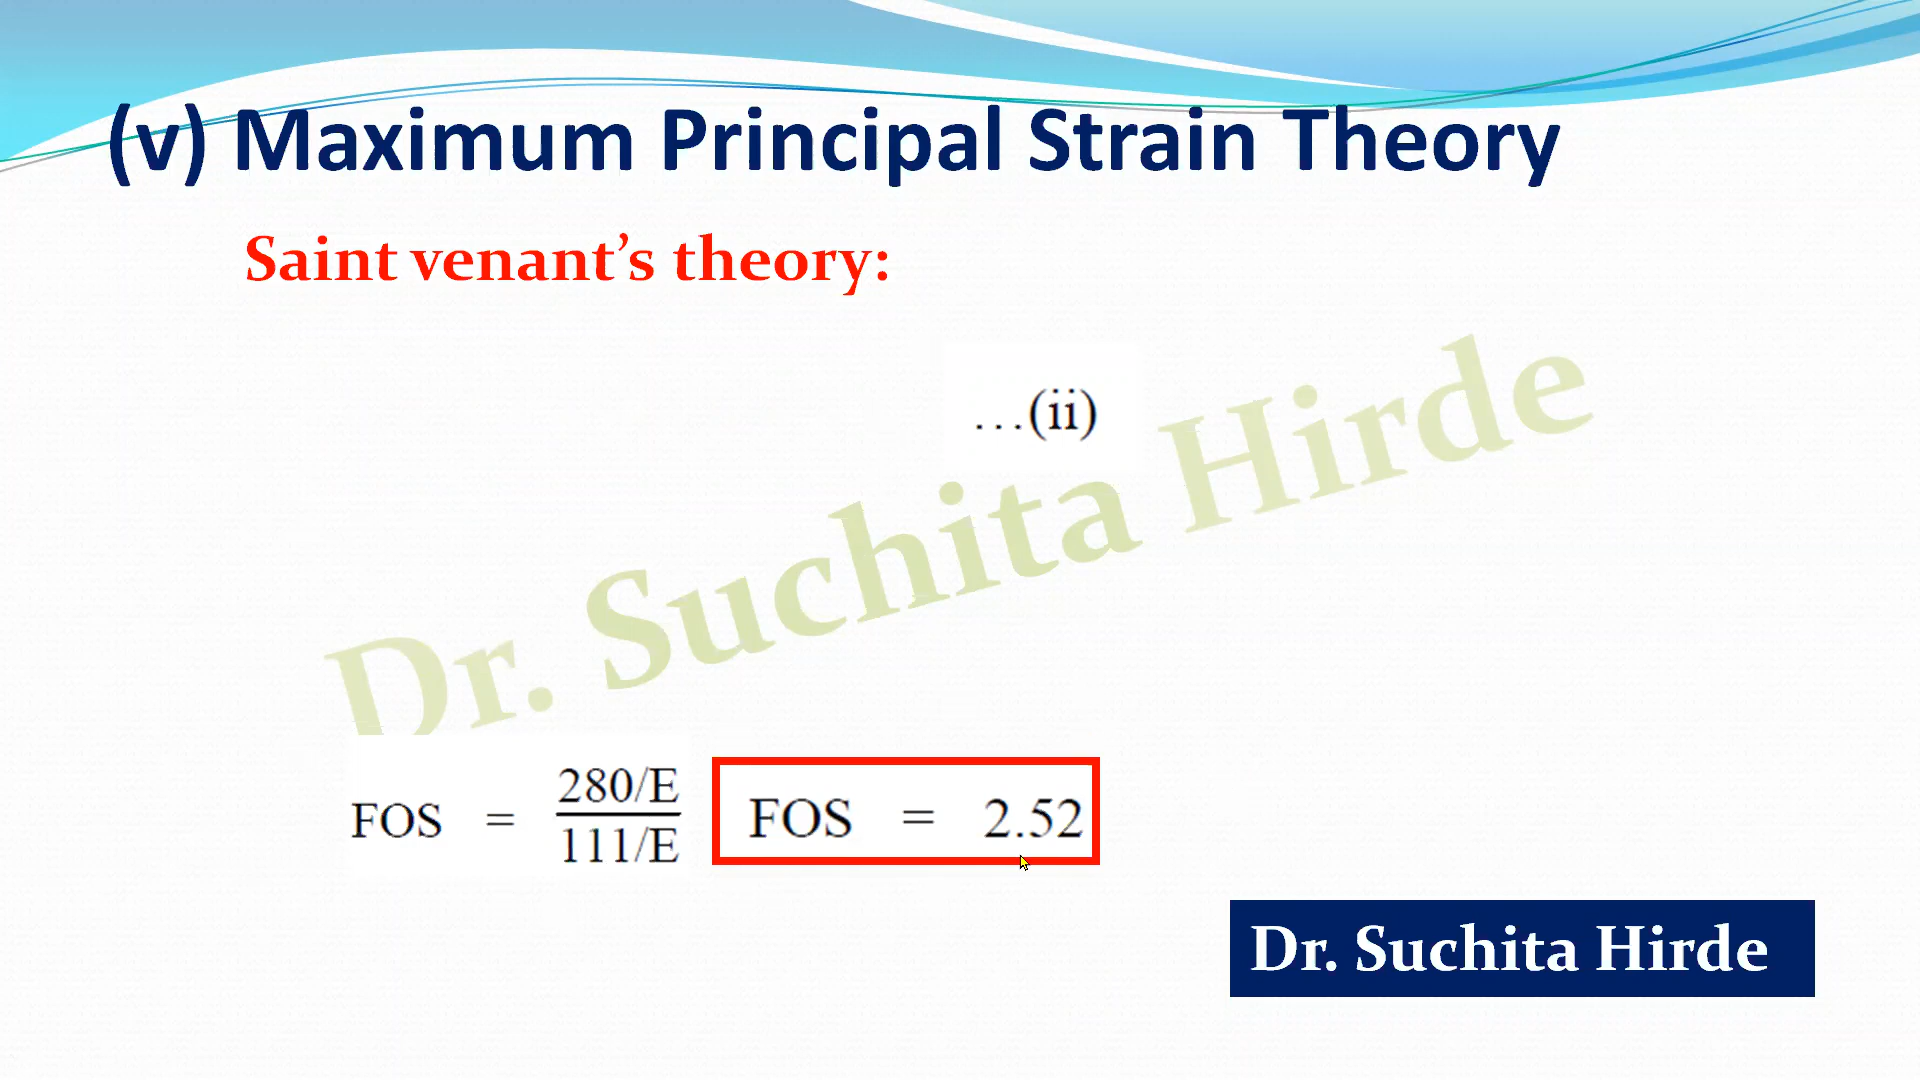 (v) Maximum Principal Strain Theory
Saint venant’s theory:
…(ii)
Dr. Suchita Hirde
FOS = 280/E
111/E
FOS = 2.52
Dr. Suchita Hirde